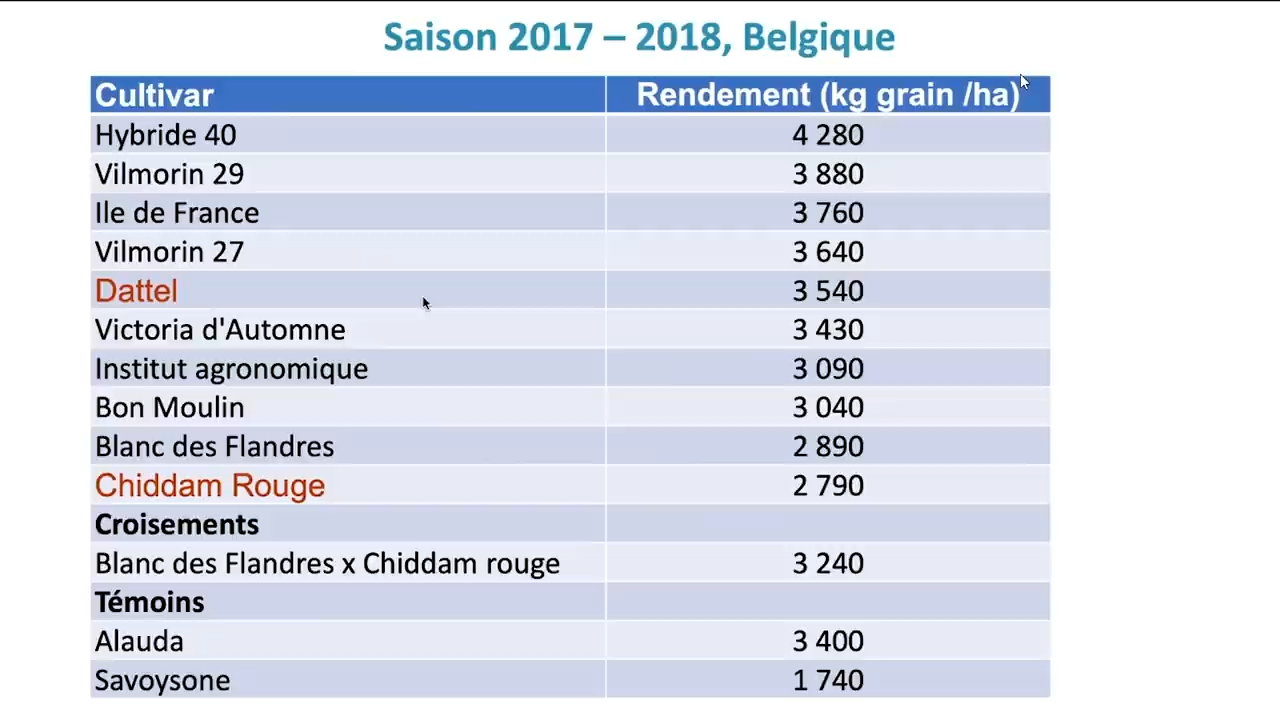 Saison 2017 – 2018, Belgique
Cultivar Rendement (kg grain /ha)
Hybride 40 4 280
Vilmorin 29 3 880
Ile de France 3 760
Vilmorin 27 3 640
Dattel 3 540
Victoria d'Automne 3 430
Institut agronomique 3 090
Bon Moulin 3 040
Blanc des Flandres 2 890
Chiddam Rouge 2 790
Croisements
Blanc des Flandres x Chiddam rouge 3 240
Témoins
Alauda 3 400
Savoysone 1 740